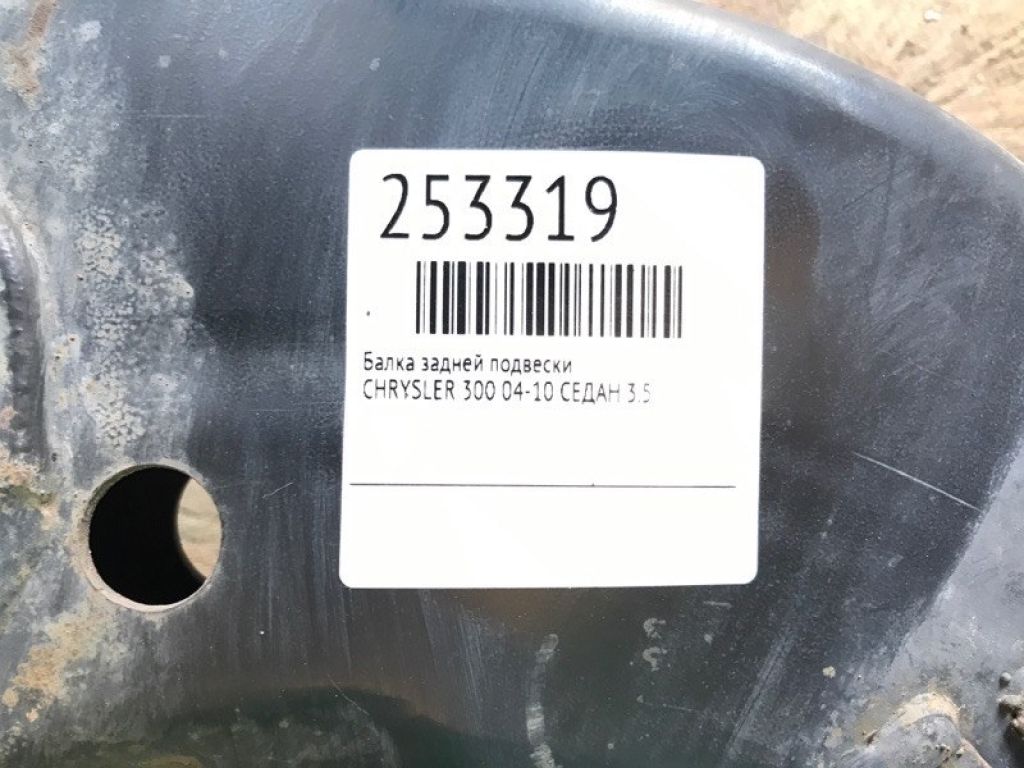 253319
Балка задней подвески
CHRYSLER 300 04-10 СЕДАН 3.5